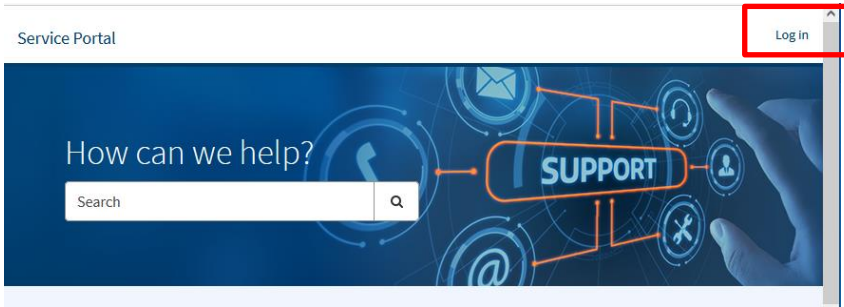 Service Portal
Log in
How can we help?
Search
SUPPORT
@